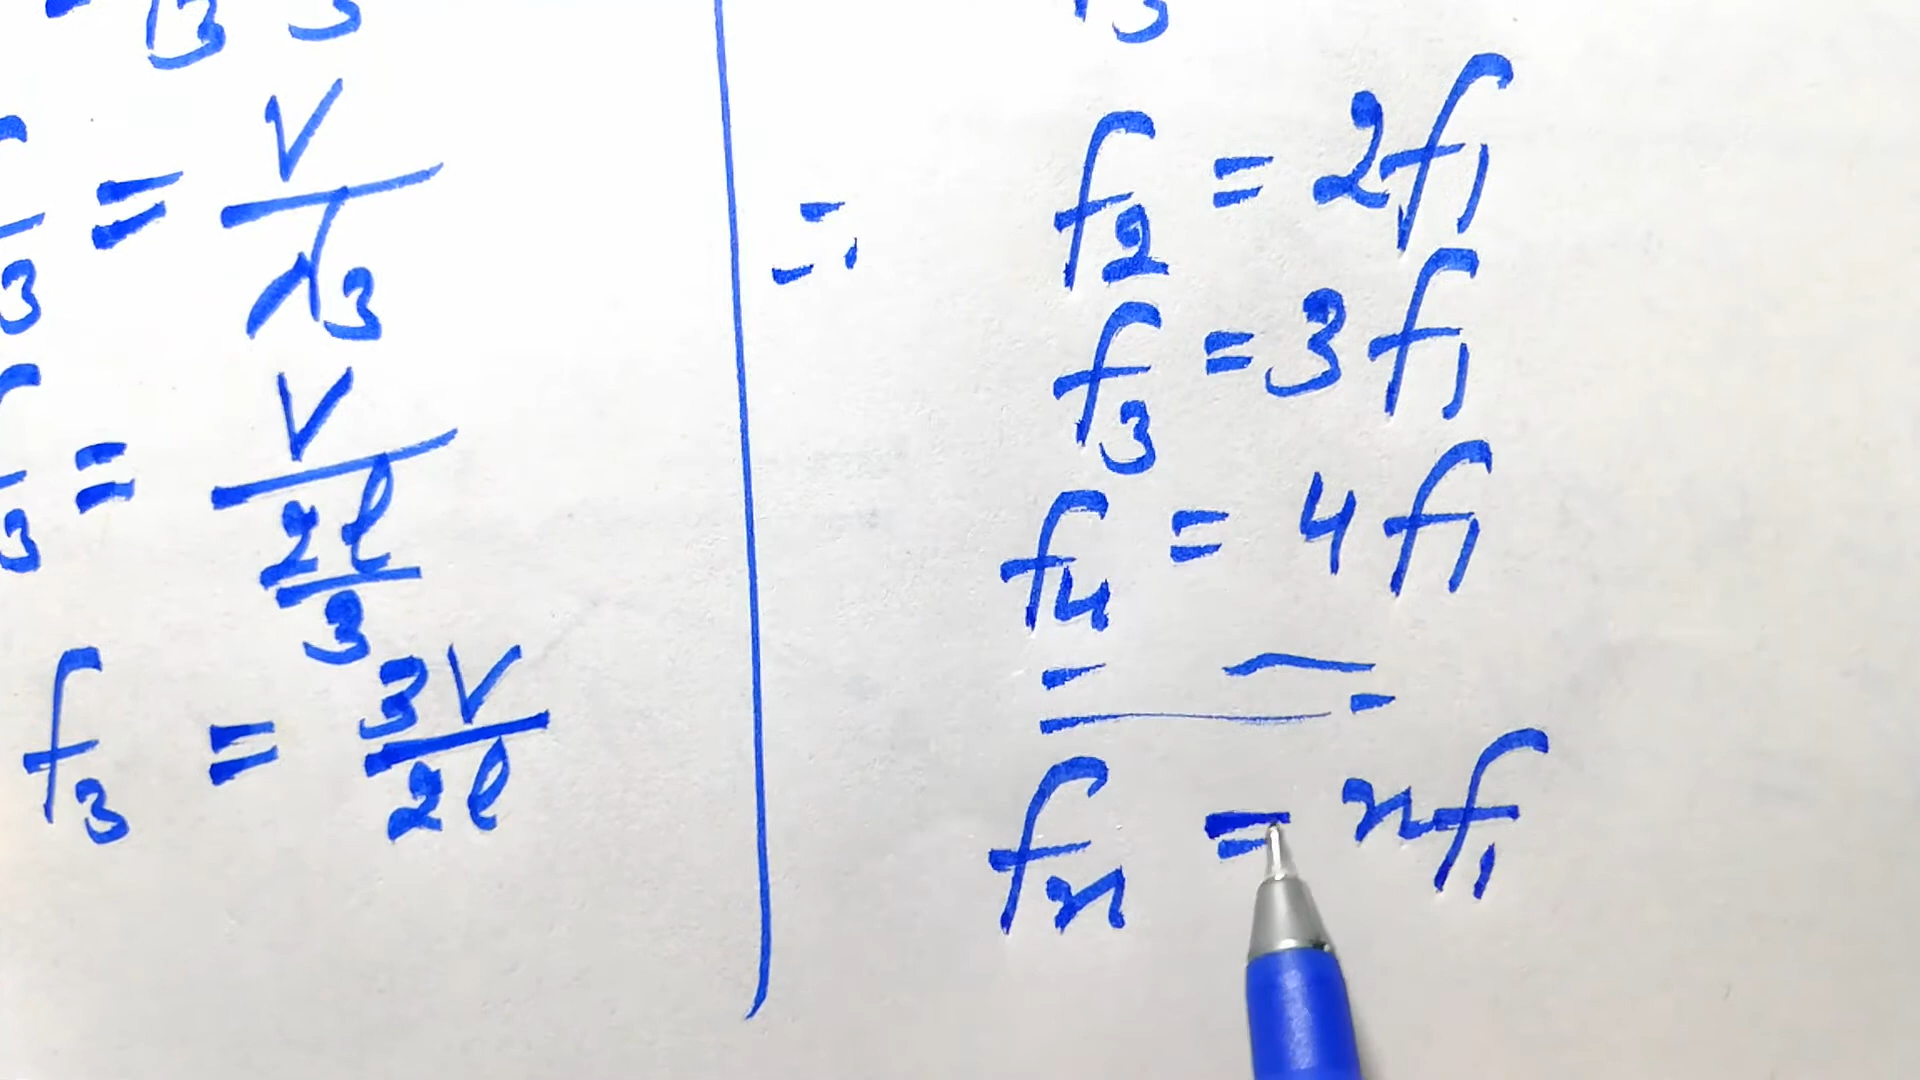 f₃ = V/λ₃
f₃ = V/(2l/3)
f₃ = 3V/2l
f₂ = 2f₁
f₃ = 3f₁
f₄ = 4f₁
fₙ = nf₁